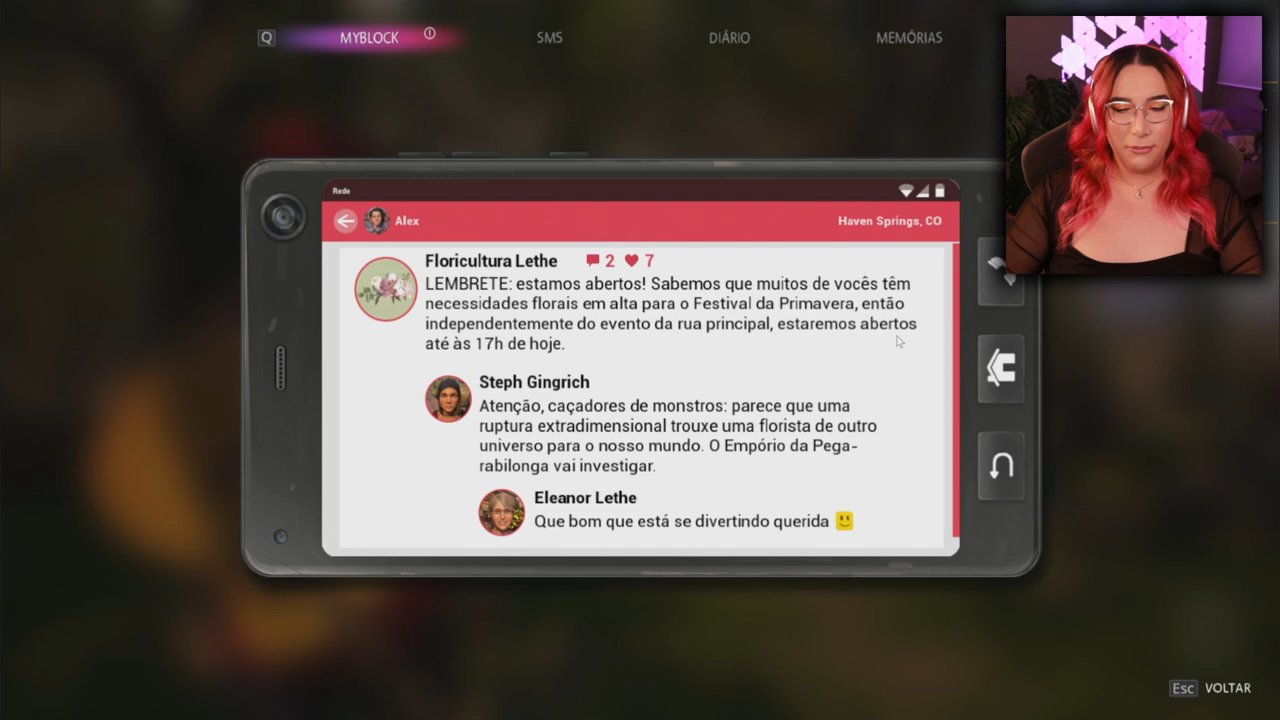 Q MYBLOCK SMS DIÁRIO MEMÓRIAS
Rede
Alex Haven Springs, CO
Floricultura Lethe 2 7
LEMBRETE: estamos abertos! Sabemos que muitos de vocês têm
necessidades florais em alta para o Festival da Primavera, então
independentemente do evento da rua principal, estaremos abertos
até às 17h de hoje.
Steph Gingrich
Atenção, caçadores de monstros: parece que uma
ruptura extradimensional trouxe uma florista de outro
universo para o nosso mundo. O Empório da Pega-
rabilonga vai investigar.
Eleanor Lethe
Que bom que está se divertindo querida 🙂
Esc VOLTAR